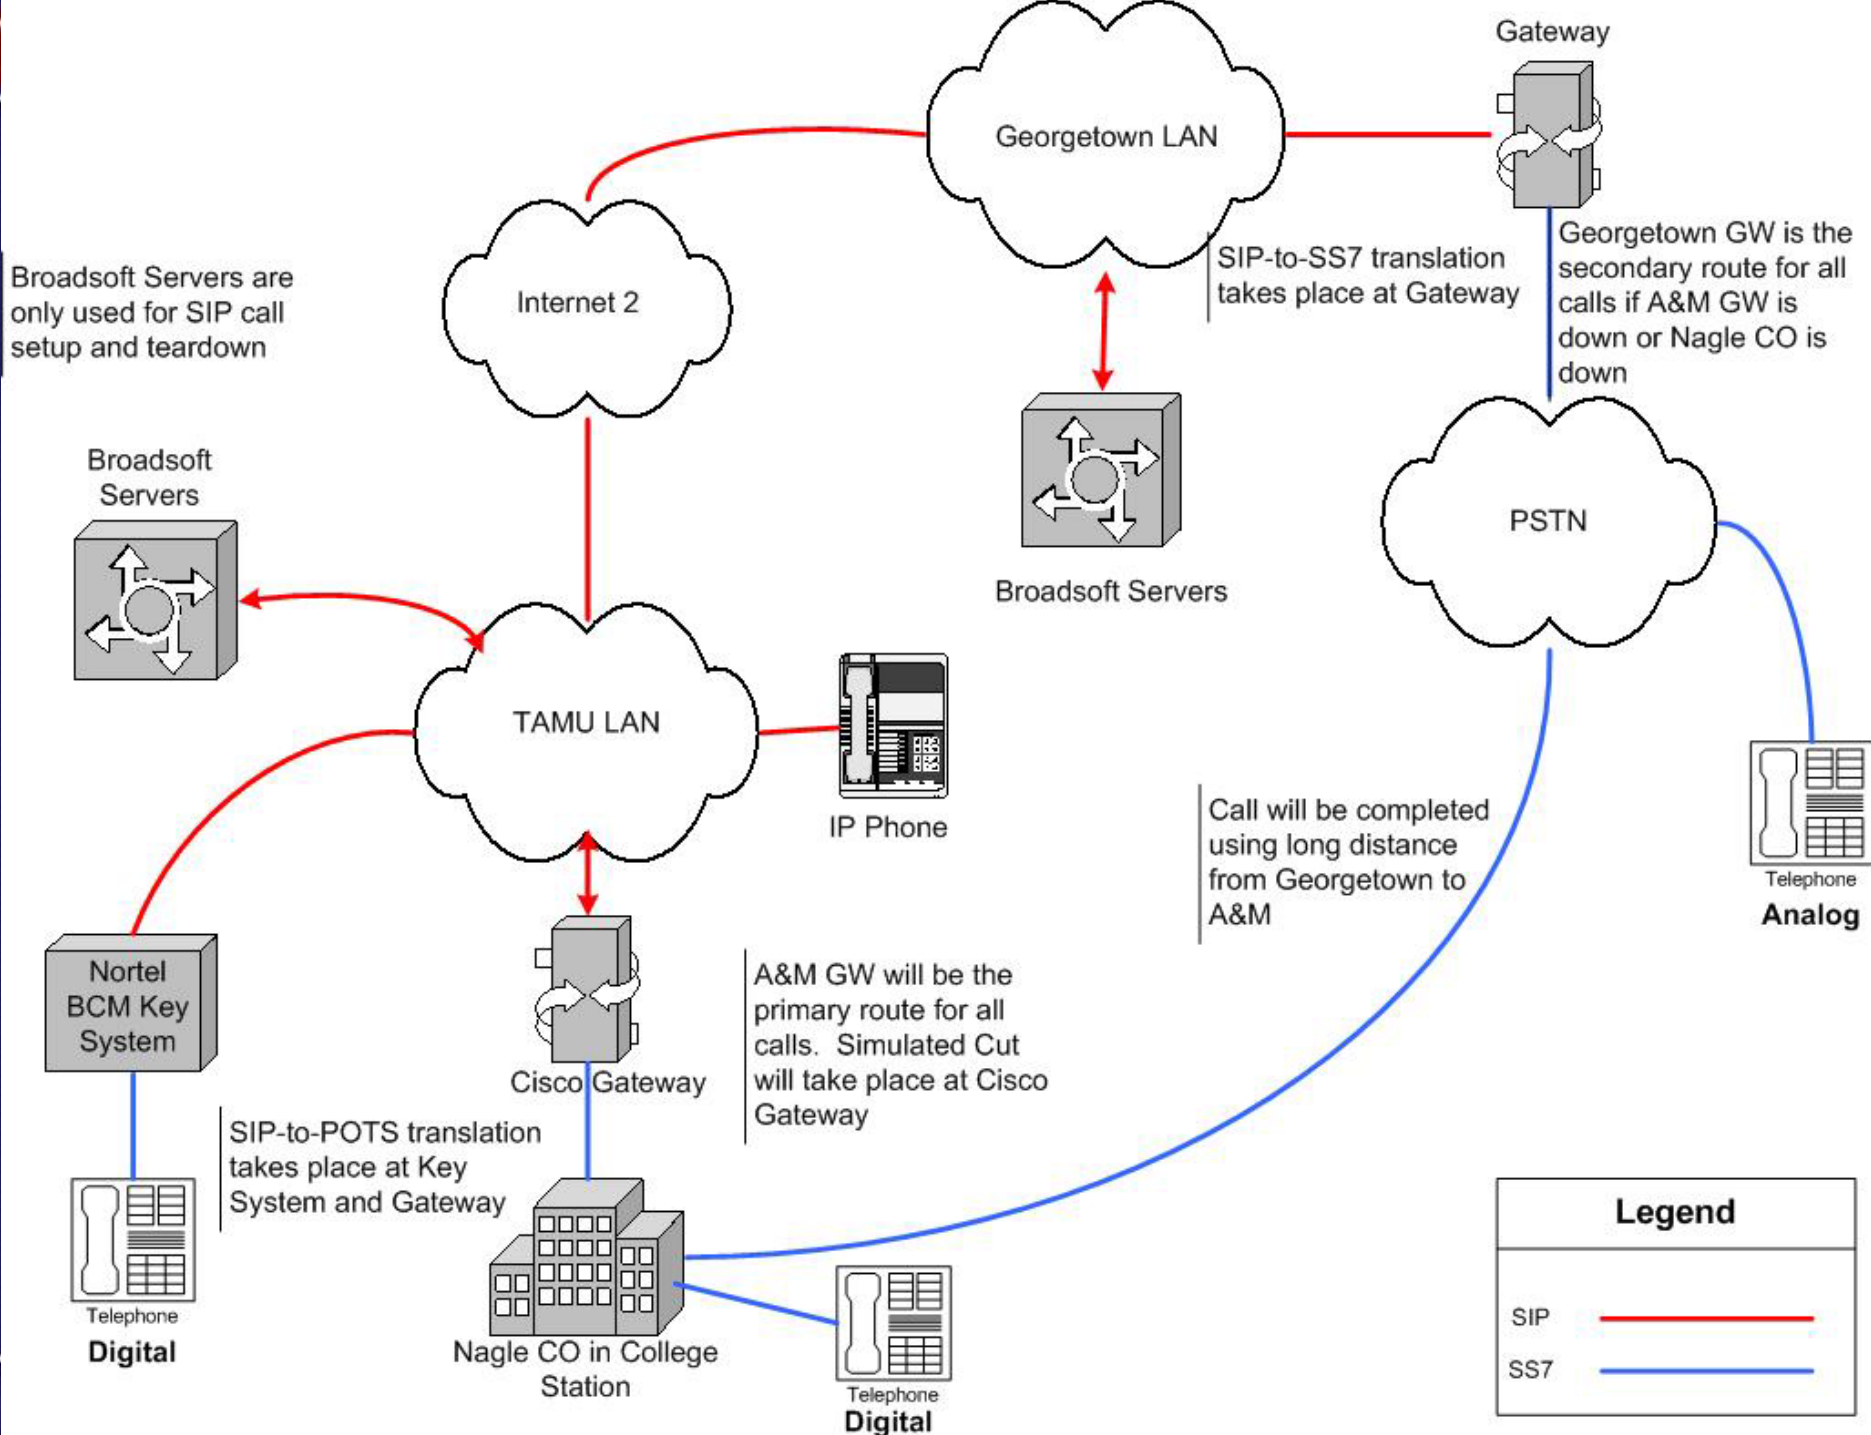 Gateway
Georgetown LAN
Georgetown GW is the
secondary route for all
calls if A&M GW is
down or Nagle CO is
down
SIP-to-SS7 translation
takes place at Gateway
Broadsoft Servers are
only used for SIP call
setup and teardown
Internet 2
Broadsoft
Servers
PSTN
Broadsoft Servers
TAMU LAN
IP Phone
Call will be completed
using long distance
from Georgetown to
A&M
Telephone
Analog
Nortel
BCM Key
System
A&M GW will be the
primary route for all
calls. Simulated Cut
will take place at Cisco
Gateway
Cisco Gateway
SIP-to-POTS translation
takes place at Key
System and Gateway
Telephone
Digital
Nagle CO in College
Station
Telephone
Digital
Legend
SIP
SS7